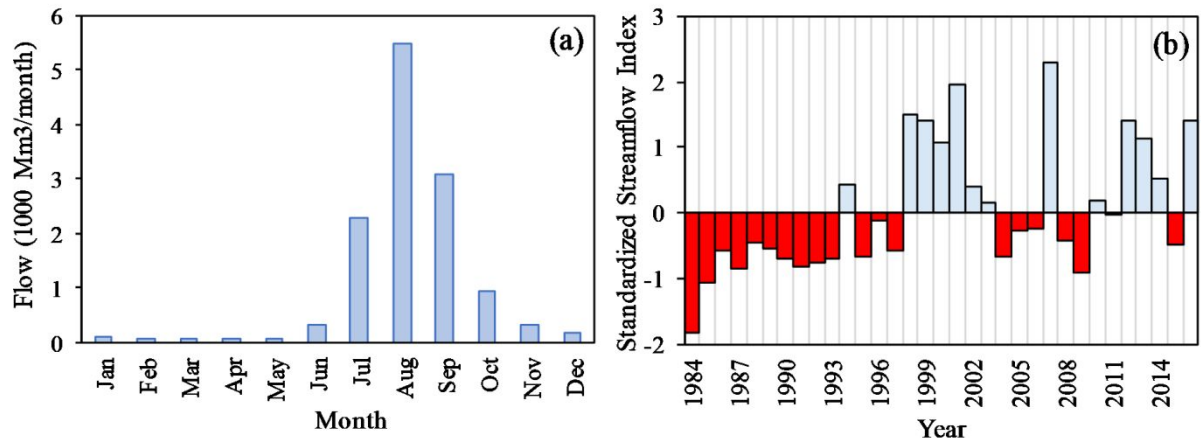 (a)
Flow (1000 Mm3/month)
6
5
4
3
2
1
0
Jan
Feb
Mar
Apr
May
Jun
Jul
Aug
Sep
Oct
Nov
Dec
Month
(b)
Standardized Streamflow Index
3
2
1
0
-1
-2
1984
1987
1990
1993
1996
1999
2002
2005
2008
2011
2014
Year